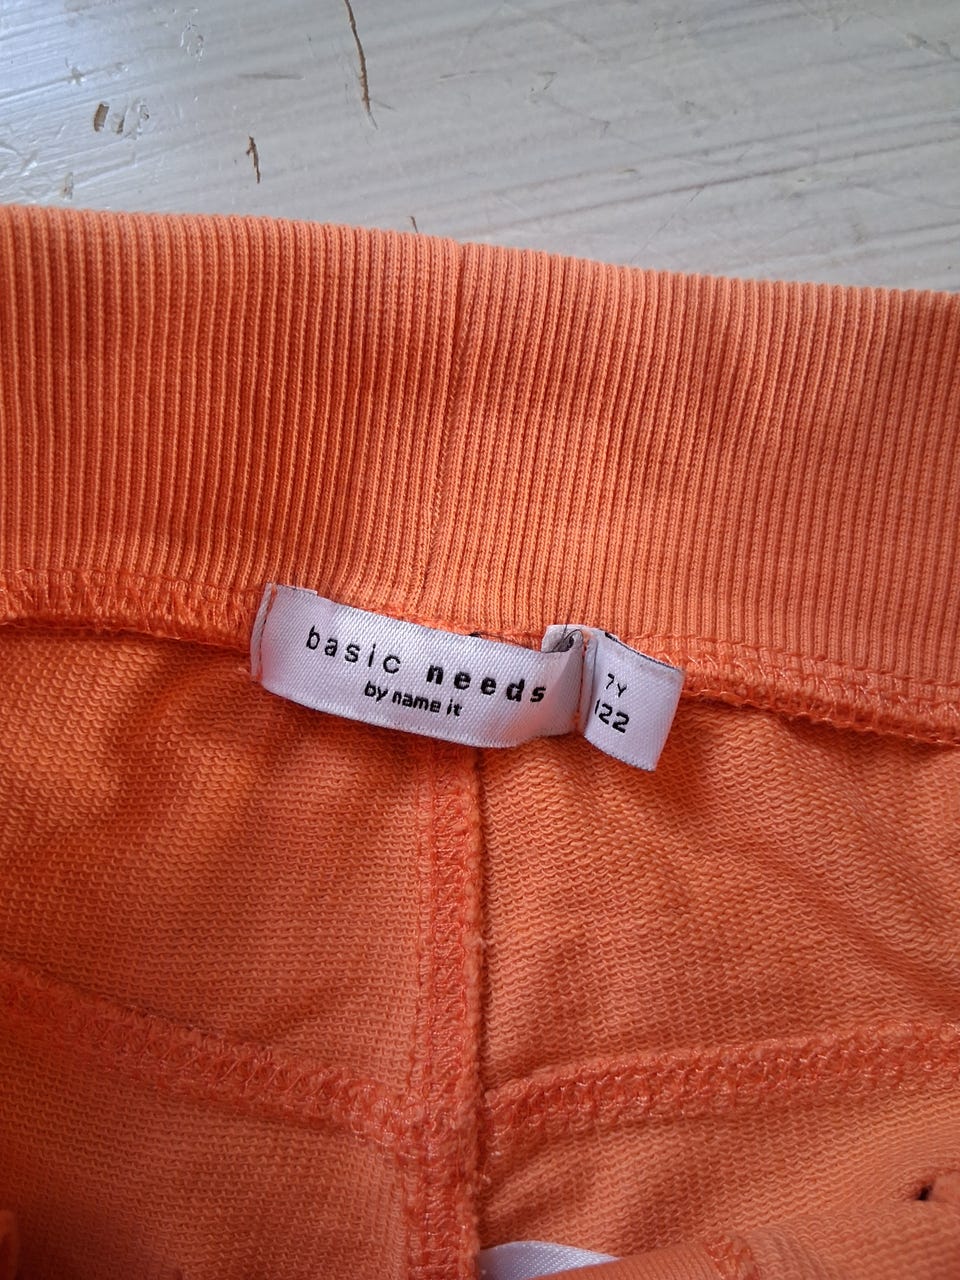 basic needs
by name it
7Y
122